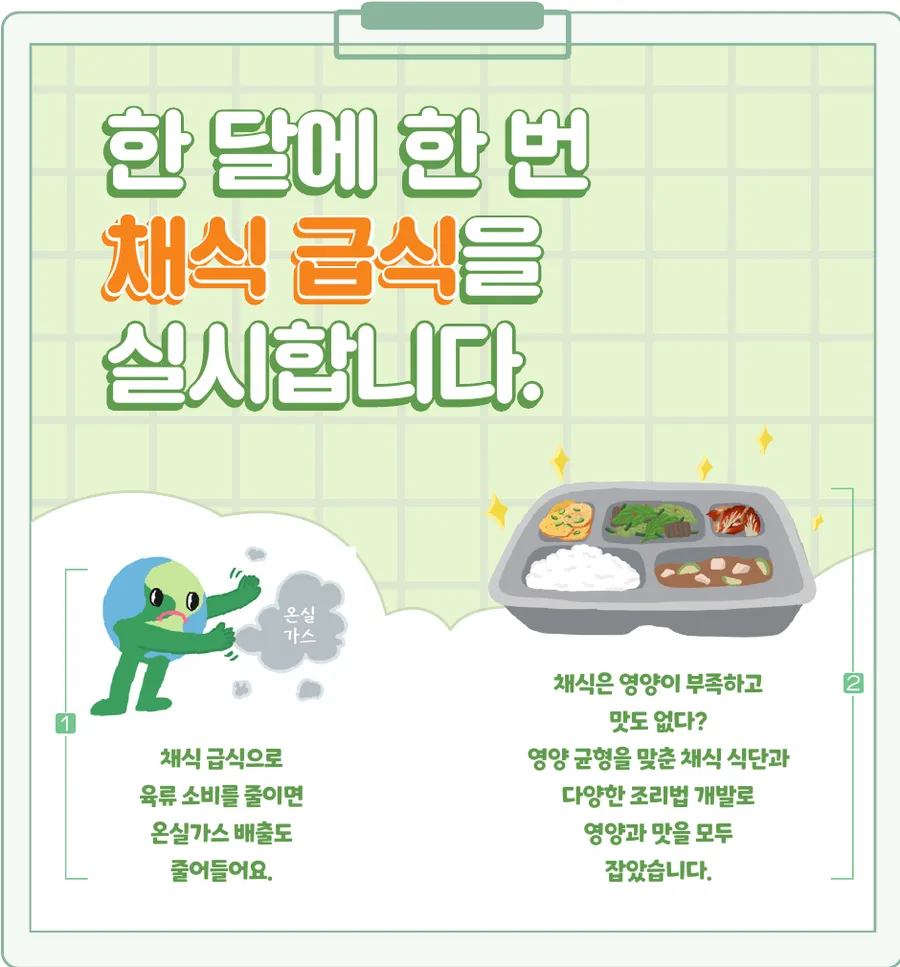 한 달에 한 번
채식 급식을
실시합니다.
온실
가스
1
채식 급식으로
육류 소비를 줄이면
온실가스 배출도
줄어들어요.
2
채식은 영양이 부족하고
맛도 없다?
영양 균형을 맞춘 채식 식단과
다양한 조리법 개발로
영양과 맛을 모두
잡았습니다.